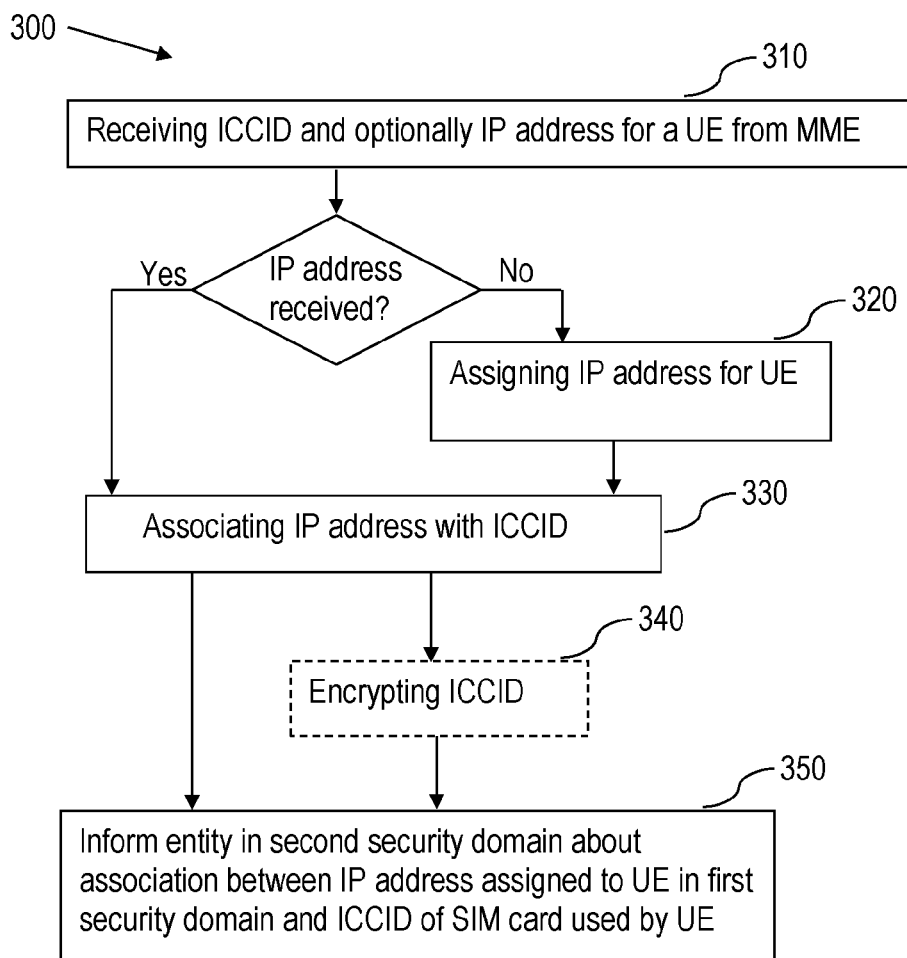 300
310
Receiving ICCID and optionally IP address for a UE from MME
Yes
IP address
received?
No
320
Assigning IP address for UE
330
Associating IP address with ICCID
340
Encrypting ICCID
350
Inform entity in second security domain about
association between IP address assigned to UE in first
security domain and ICCID of SIM card used by UE